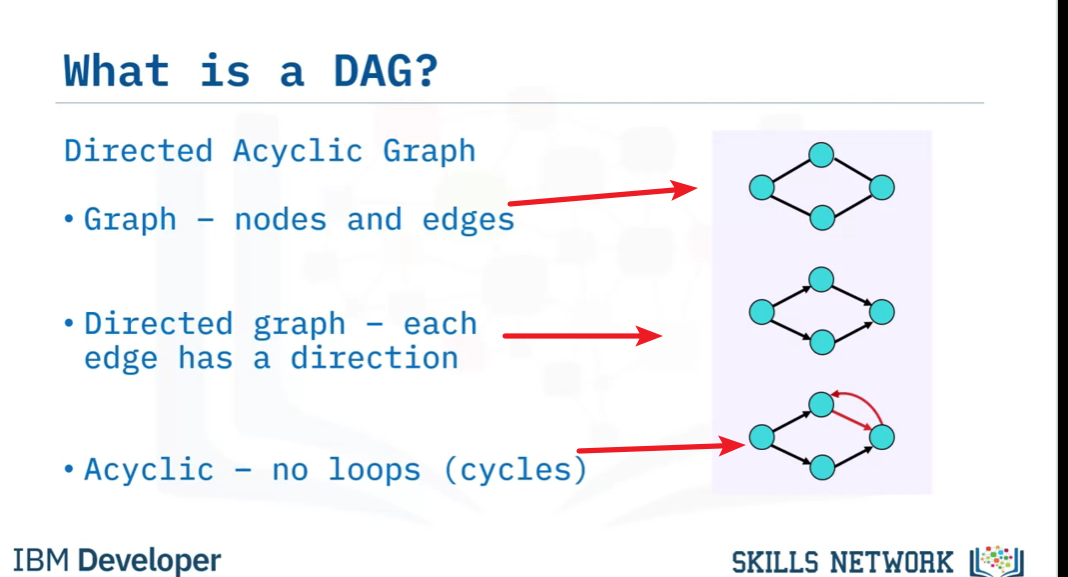 What is a DAG?
Directed Acyclic Graph
• Graph – nodes and edges
• Directed graph – each
edge has a direction
• Acyclic – no loops (cycles)
IBM Developer
SKILLS NETWORK